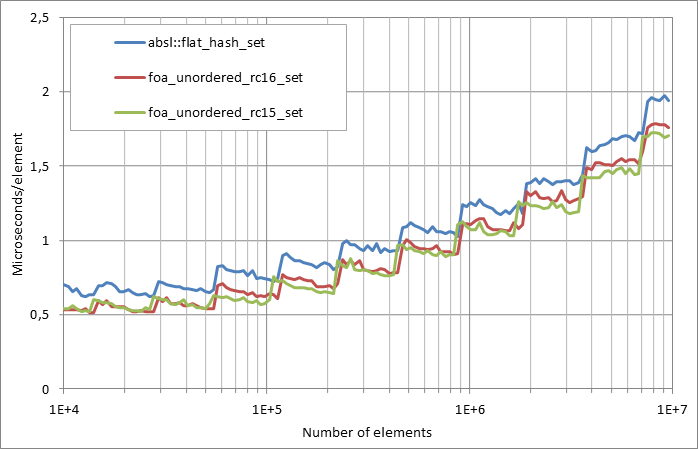 2,5
absl::flat_hash_set
foa_unordered_rc16_set
foa_unordered_rc15_set
2
1,5
1
0,5
0
Microseconds/element
1E+4 1E+5 1E+6 1E+7
Number of elements